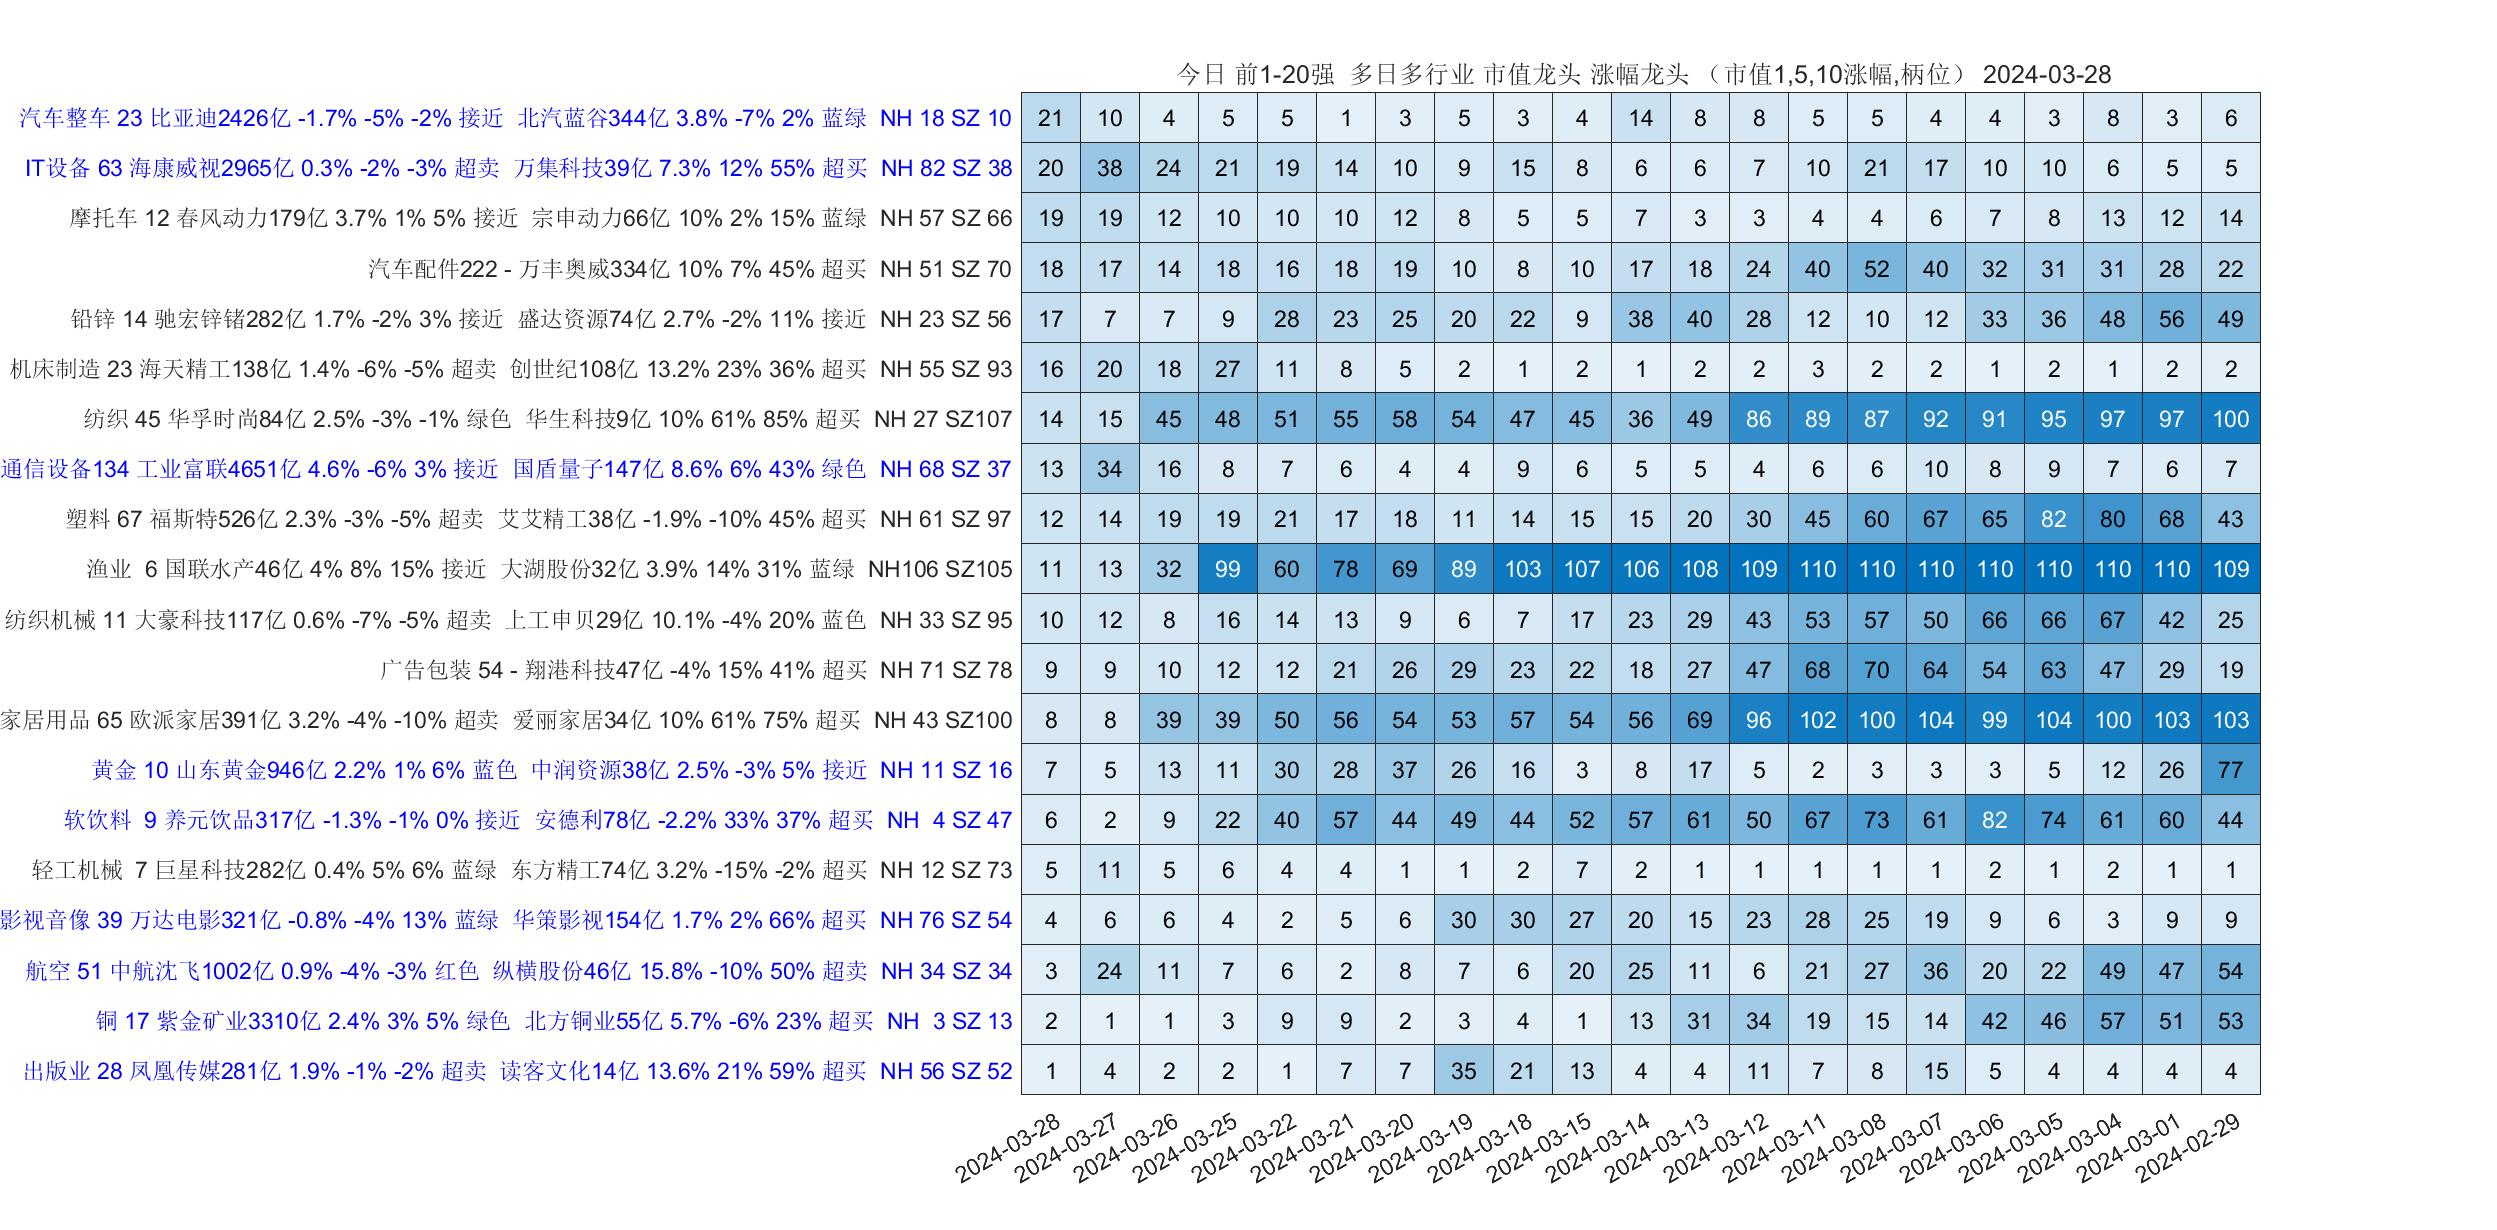 今日 前1-20强 多日多行业 市值龙头 涨幅龙头 （市值1,5,10涨幅,柄位） 2024-03-28
汽车整车 23 比亚迪2426亿 -1.7% -5% -2% 接近 北汽蓝谷344亿 3.8% -7% 2% 蓝绿 NH 18 SZ 10 21 10 4 5 5 1 3 5 3 4 14 8 8 5 5 4 4 3 8 3 6
IT设备 63 海康威视2965亿 0.3% -2% -3% 超卖 万集科技39亿 7.3% 12% 55% 超买 NH 82 SZ 38 20 38 24 21 19 14 10 9 15 8 6 6 7 10 21 17 10 10 6 5 5
摩托车 12 春风动力179亿 3.7% 1% 5% 接近 宗申动力66亿 10% 2% 15% 蓝绿 NH 57 SZ 66 19 19 12 10 10 10 12 8 5 5 7 3 3 4 4 6 7 8 13 12 14
汽车配件222 - 万丰奥威334亿 10% 7% 45% 超买 NH 51 SZ 70 18 17 14 18 16 18 19 10 8 10 17 18 24 40 52 40 32 31 31 28 22
铅锌 14 驰宏锌锗282亿 1.7% -2% 3% 接近 盛达资源74亿 2.7% -2% 11% 接近 NH 23 SZ 56 17 7 7 9 28 23 25 20 22 9 38 40 28 12 10 12 33 36 48 56 49
机床制造 23 海天精工138亿 1.4% -6% -5% 超卖 创世纪108亿 13.2% 23% 36% 超买 NH 55 SZ 93 16 20 18 27 11 8 5 2 1 2 1 2 2 3 2 2 1 2 1 2 2
纺织 45 华孚时尚84亿 2.5% -3% -1% 绿色 华生科技9亿 10% 61% 85% 超买 NH 27 SZ107 14 15 45 48 51 55 58 54 47 45 36 49 86 89 87 92 91 95 97 97 100
通信设备134 工业富联4651亿 4.6% -6% 3% 接近 国盾量子147亿 8.6% 6% 43% 绿色 NH 68 SZ 37 13 34 16 8 7 6 4 4 9 6 5 5 4 6 6 10 8 9 7 6 7
塑料 67 福斯特526亿 2.3% -3% -5% 超卖 艾艾精工38亿 -1.9% -10% 45% 超买 NH 61 SZ 97 12 14 19 19 21 17 18 11 14 15 15 20 30 45 60 67 65 82 80 68 43
渔业 6 国联水产46亿 4% 8% 15% 接近 大湖股份32亿 3.9% 14% 31% 蓝绿 NH106 SZ105 11 13 32 99 60 78 69 89 103 107 106 108 109 110 110 110 110 110 110 110 109
纺织机械 11 大豪科技117亿 0.6% -7% -5% 超卖 上工申贝29亿 10.1% -4% 20% 蓝色 NH 33 SZ 95 10 12 8 16 14 13 9 6 7 17 23 29 43 53 57 50 66 66 67 42 25
广告包装 54 - 翔港科技47亿 -4% 15% 41% 超买 NH 71 SZ 78 9 9 10 12 12 21 26 29 23 22 18 27 47 68 70 64 54 63 47 29 19
家居用品 65 欧派家居391亿 3.2% -4% -10% 超卖 爱丽家居34亿 10% 61% 75% 超买 NH 43 SZ100 8 8 39 39 50 56 54 53 57 54 56 69 96 102 100 104 99 104 100 103 103
黄金 10 山东黄金946亿 2.2% 1% 6% 蓝色 中润资源38亿 2.5% -3% 5% 接近 NH 11 SZ 16 7 5 13 11 30 28 37 26 16 3 8 17 5 2 3 3 3 5 12 26 77
软饮料 9 养元饮品317亿 -1.3% -1% 0% 接近 安德利78亿 -2.2% 33% 37% 超买 NH 4 SZ 47 6 2 9 22 40 57 44 49 44 52 57 61 50 67 73 61 82 74 61 60 44
轻工机械 7 巨星科技282亿 0.4% 5% 6% 蓝绿 东方精工74亿 3.2% -15% -2% 超买 NH 12 SZ 73 5 11 5 6 4 4 1 1 2 7 2 1 1 1 1 1 2 1 2 1 1
影视音像 39 万达电影321亿 -0.8% -4% 13% 蓝绿 华策影视154亿 1.7% 2% 66% 超买 NH 76 SZ 54 4 6 6 4 2 5 6 30 30 27 20 15 23 28 25 19 9 6 3 9 9
航空 51 中航沈飞1002亿 0.9% -4% -3% 红色 纵横股份46亿 15.8% -10% 50% 超卖 NH 34 SZ 34 3 24 11 7 6 2 8 7 6 20 25 11 6 21 27 36 20 22 49 47 54
铜 17 紫金矿业3310亿 2.4% 3% 5% 绿色 北方铜业55亿 5.7% -6% 23% 超买 NH 3 SZ 13 2 1 1 3 9 9 2 3 4 1 13 31 34 19 15 14 42 46 57 51 53
出版业 28 凤凰传媒281亿 1.9% -1% -2% 超卖 读客文化14亿 13.6% 21% 59% 超买 NH 56 SZ 52 1 4 2 2 1 7 7 35 21 13 4 4 11 7 8 15 5 4 4 4 4
2024-03-28 2024-03-27 2024-03-26 2024-03-25 2024-03-22 2024-03-21 2024-03-20 2024-03-19 2024-03-18 2024-03-15 2024-03-14 2024-03-13 2024-03-12 2024-03-11 2024-03-08 2024-03-07 2024-03-06 2024-03-05 2024-03-04 2024-03-01 2024-02-29